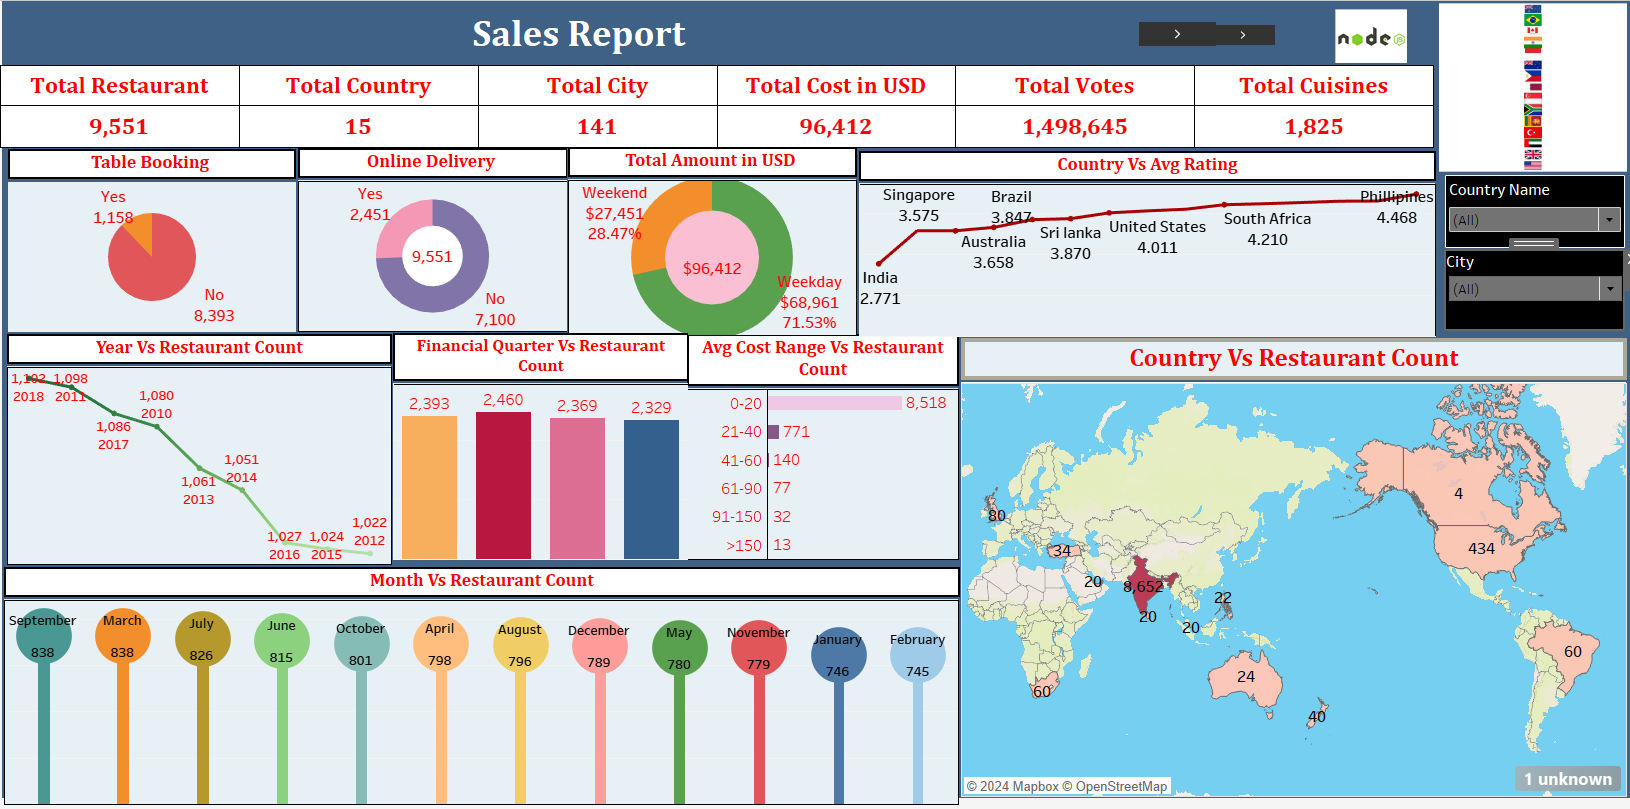 Sales Report
node
JS
Total Restaurant
Total Country
Total City
Total Cost in USD
Total Votes
Total Cuisines
9,551
15
141
96,412
1,498,645
1,825
Table Booking
Yes
1,158
No
8,393
Online Delivery
Yes
2,451
9,551
No
7,100
Total Amount in USD
Weekend
$27,451
28.47%
$96,412
Weekday
$68,961
71.53%
Country Vs Avg Rating
India
2.771
Singapore
3.575
Australia
3.658
Brazil
3.847
Sri lanka
3.870
United States
4.011
South Africa
4.210
Phillipines
4.468
Country Name
(All)
City
(All)
Year Vs Restaurant Count
1,102
2018
1,098
2011
1,086
2017
1,080
2010
1,061
2013
1,051
2014
1,027
2016
1,024
2015
1,022
2012
Financial Quarter Vs Restaurant
Count
2,393
2,460
2,369
2,329
Avg Cost Range Vs Restaurant
Count
0-20 8,518
21-40 771
41-60 140
61-90 77
91-150 32
>150 13
Country Vs Restaurant Count
80
34
20
8,652
20
22
20
60
24
40
4
434
60
© 2024 Mapbox © OpenStreetMap
1 unknown
Month Vs Restaurant Count
September
838
March
838
July
826
June
815
October
801
April
798
August
796
December
789
May
780
November
779
January
746
February
745